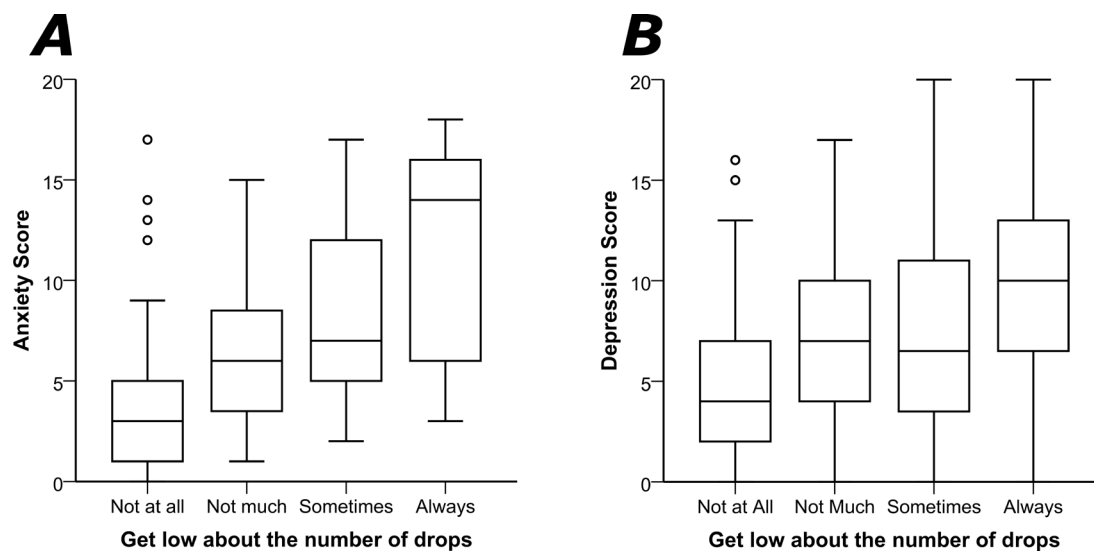 A
B
20
15
10
5
0
Anxiety Score
Not at all Not much Sometimes Always
Get low about the number of drops
20
15
10
5
0
Depression Score
Not at All Not Much Sometimes Always
Get low about the number of drops